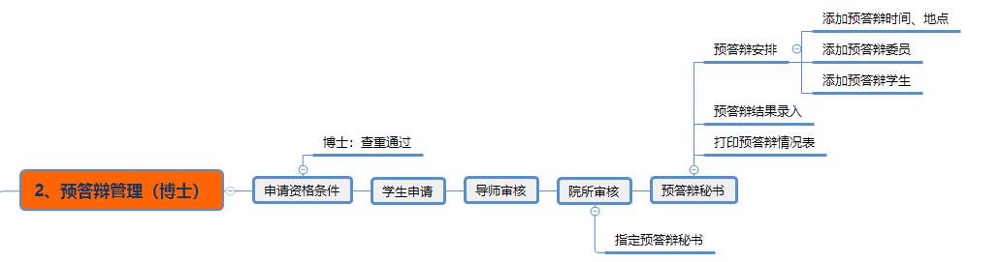 添加预答辩时间、地点
预答辩安排
添加预答辩委员
添加预答辩学生
预答辩结果录入
博士：查重通过
打印预答辩情况表
2、预答辩管理（博士）
申请资格条件
学生申请
导师审核
院所审核
预答辩秘书
指定预答辩秘书